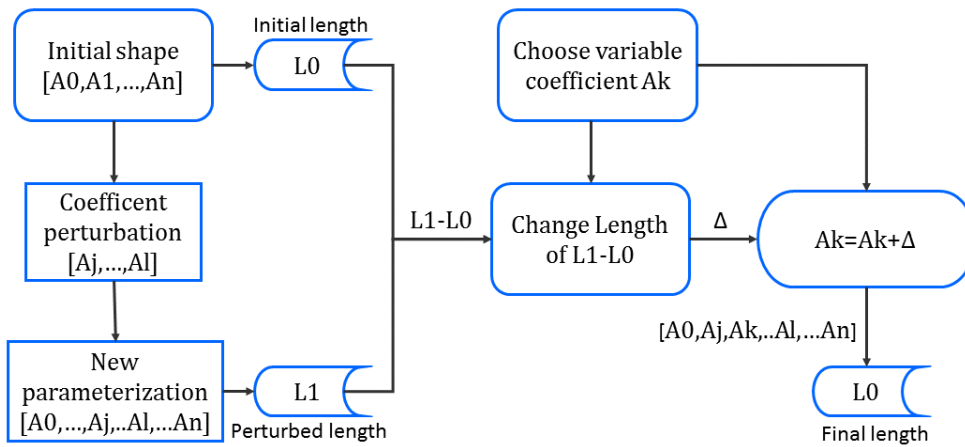 Initial shape
[A0,A1,...,An]
Initial length
L0
Choose variable
coefficient Ak
Coefficent
perturbation
[Aj,...,Al]
L1-L0
Change Length
of L1-L0
Δ
Ak=Ak+Δ
New
parameterization
[A0,...,Aj,..Al,...An]
L1
Perturbed length
[A0,Aj,Ak,..Al,...An]
L0
Final length